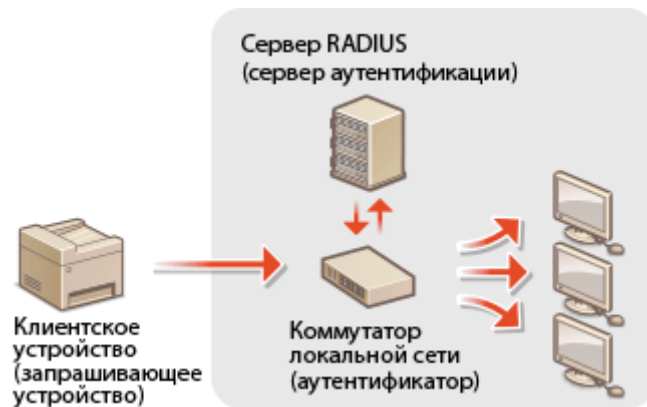 Сервер RADIUS
(сервер аутентификации)
Клиентское
устройство
(запрашивающее
устройство)
Коммутатор
локальной сети
(аутентификатор)